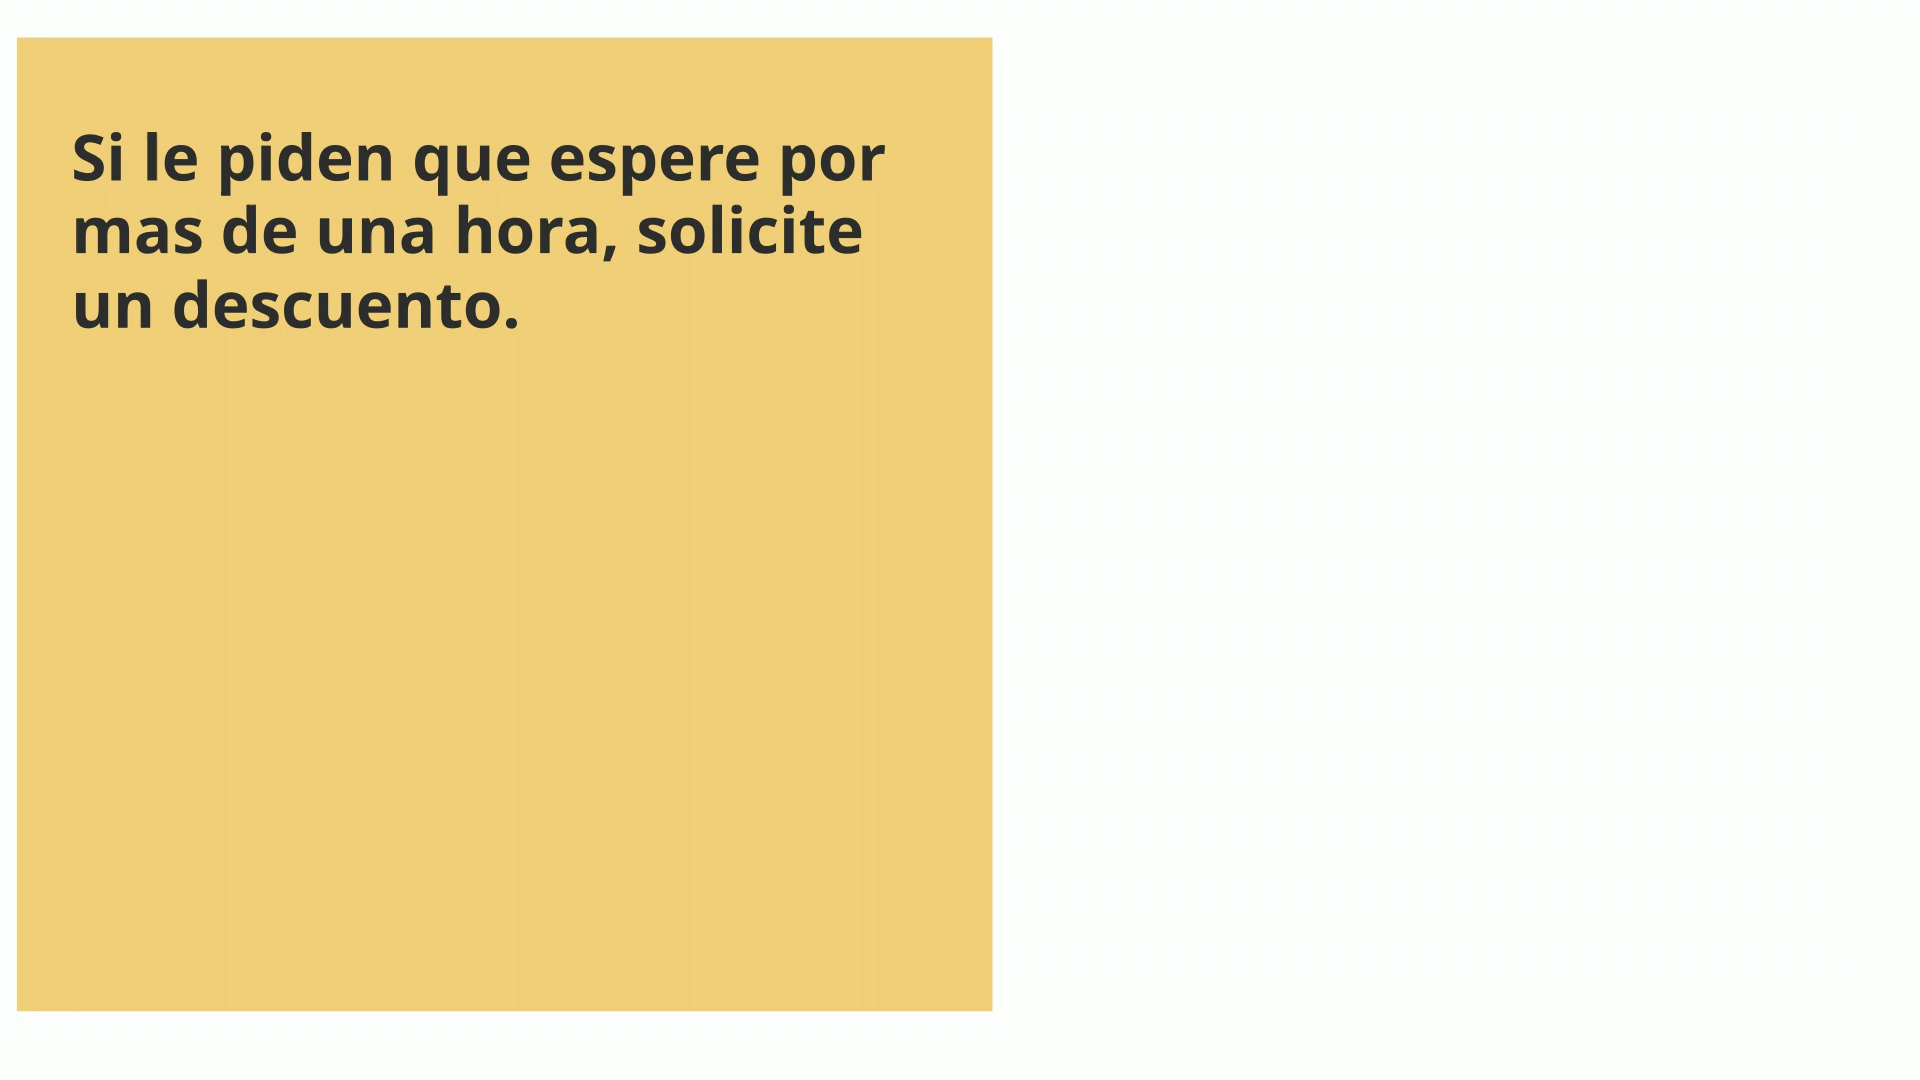 Si le piden que espere por
mas de una hora, solicite
un descuento.